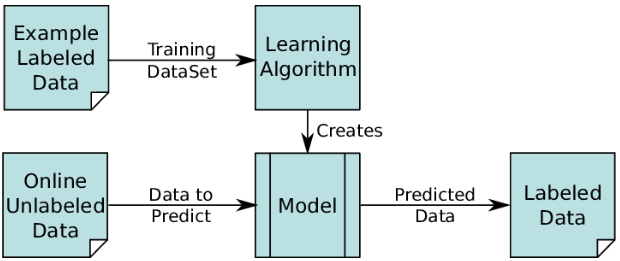 Example
Labeled
Data
Training
DataSet
Learning
Algorithm
Creates
Online
Unlabeled
Data
Data to
Predict
Model
Predicted
Data
Labeled
Data